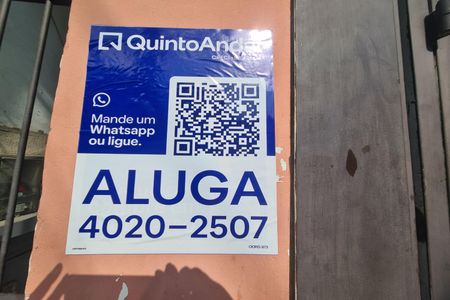 QuintoAndar
Mande um
Whatsapp
ou ligue.
ALUGA
4020-2507